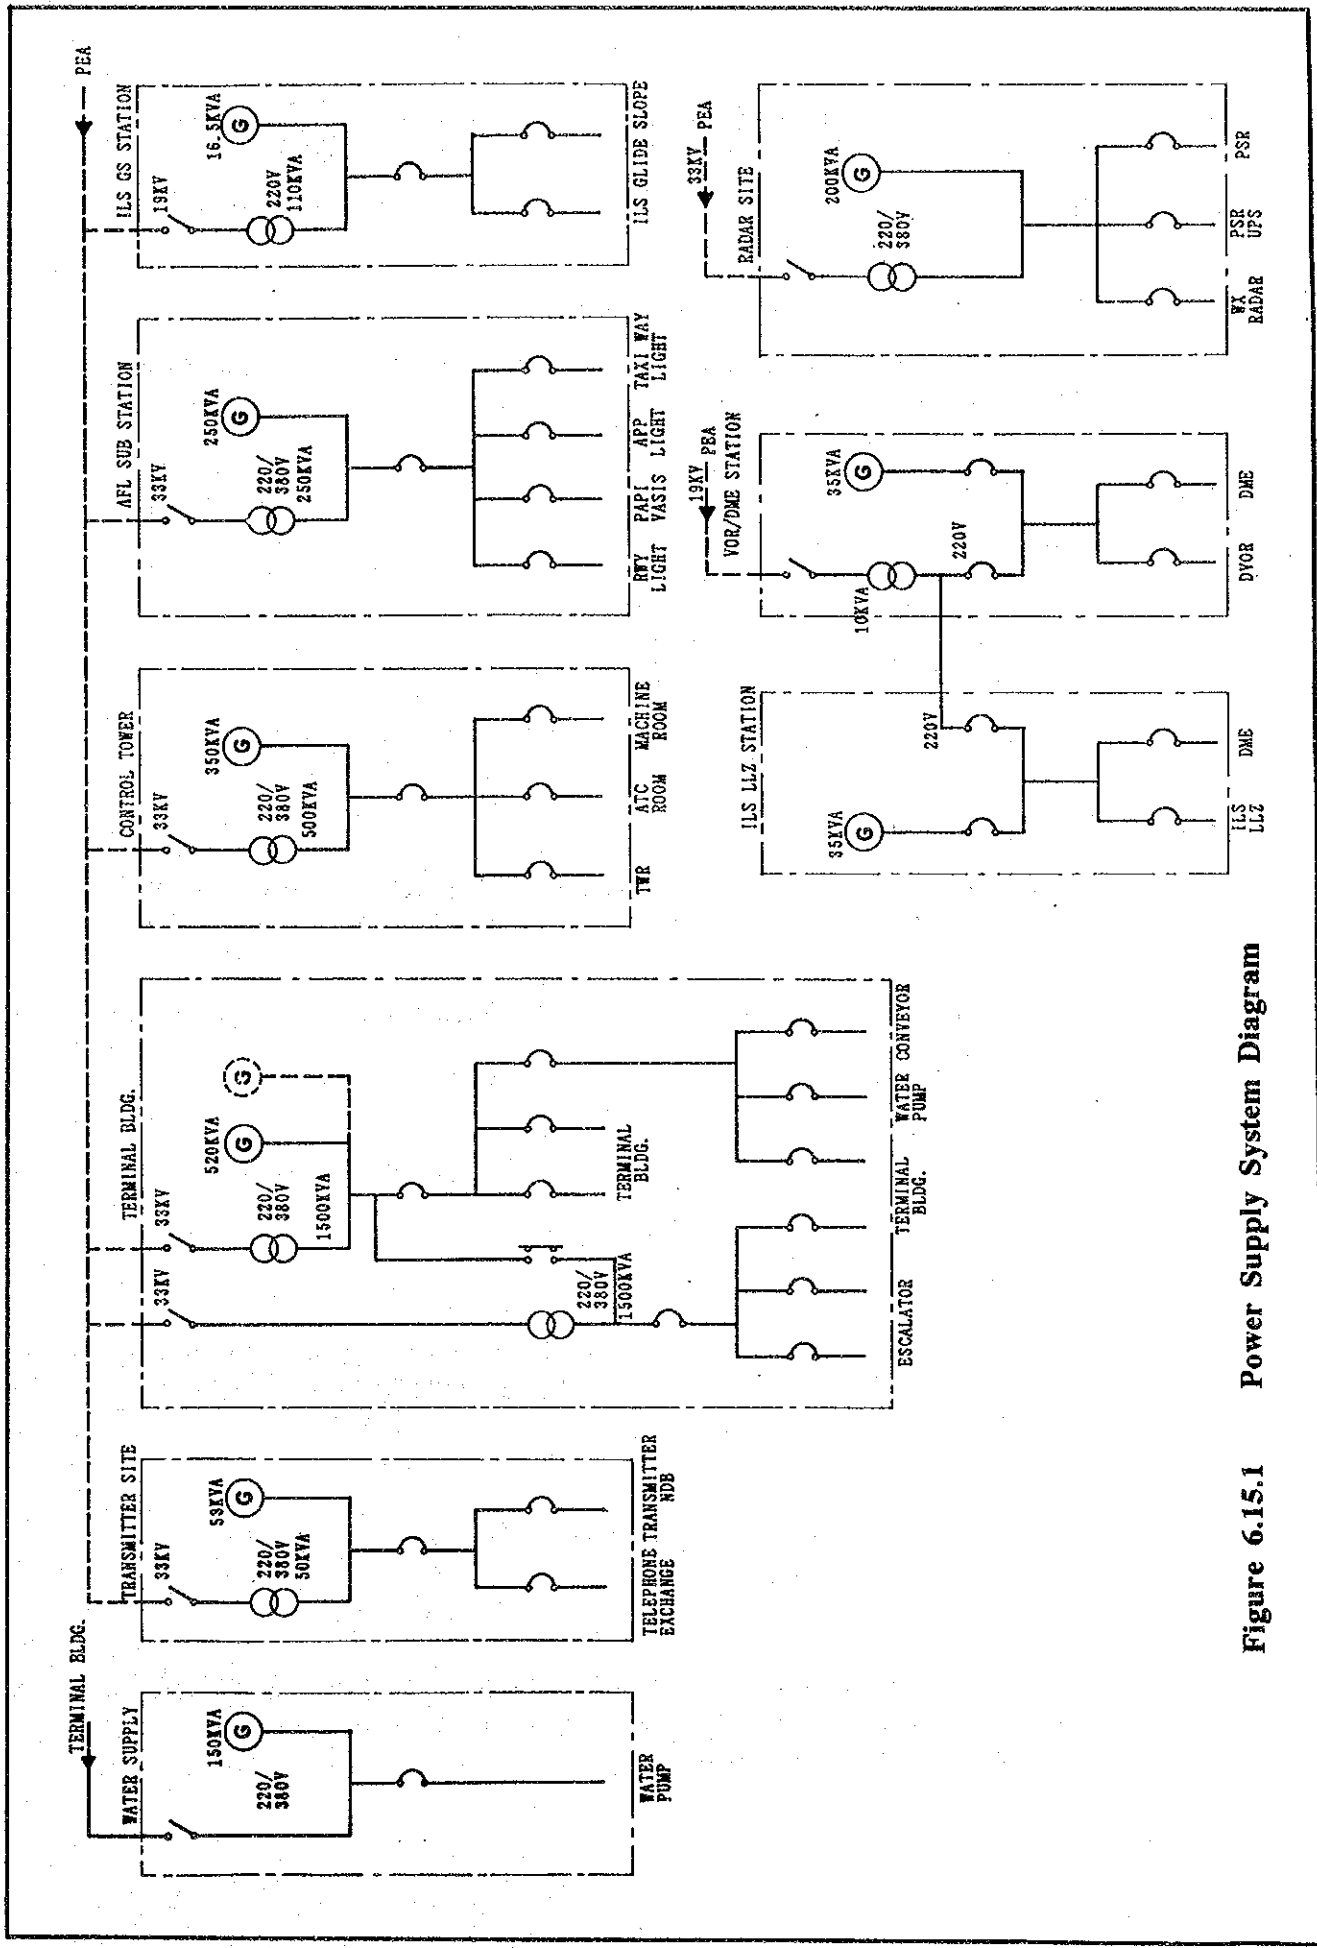 TERMINAL BLDG.
WATER SUPPLY
150KVA
G
220/
380V
WATER
PUMP
TRANSMITTER SITE
33KV
53KVA
G
220/
380V
50KVA
TELEPHONE TRANSMITTER
EXCHANGE NDB
TERMINAL BLDG.
33KV
33KV
520KVA
G
G
220/
380V
1500KVA
220/
380V
1500KVA
TERMINAL
BLDG.
ESCALATOR
TERMINAL
BLDG.
WATER CONVEYOR
PUMP
CONTROL TOWER
33KV
350KVA
G
220/
380V
500KVA
TWR
ATC
ROOM
MACHINE
ROOM
AFL SUB STATION
33KV
250KVA
G
220/
380V
250KVA
RWY PAPI APP TAXI WAY
LIGHT VASIS LIGHT LIGHT
ILS GS STATION
PEA
19KV
16.5KVA
G
220V
110KVA
ILS GLIDE SLOPE
ILS LLZ STATION
35KVA
G
220V
ILS
LLZ
DME
19KV
PEA
VOR/DME STATION
35KVA
G
10KVA
220V
DVOR
DME
33KV
PEA
RADAR SITE
200KVA
G
220/
380V
WX
RADAR
PSR
UPS
PSR
Figure 6.15.1 Power Supply System Diagram